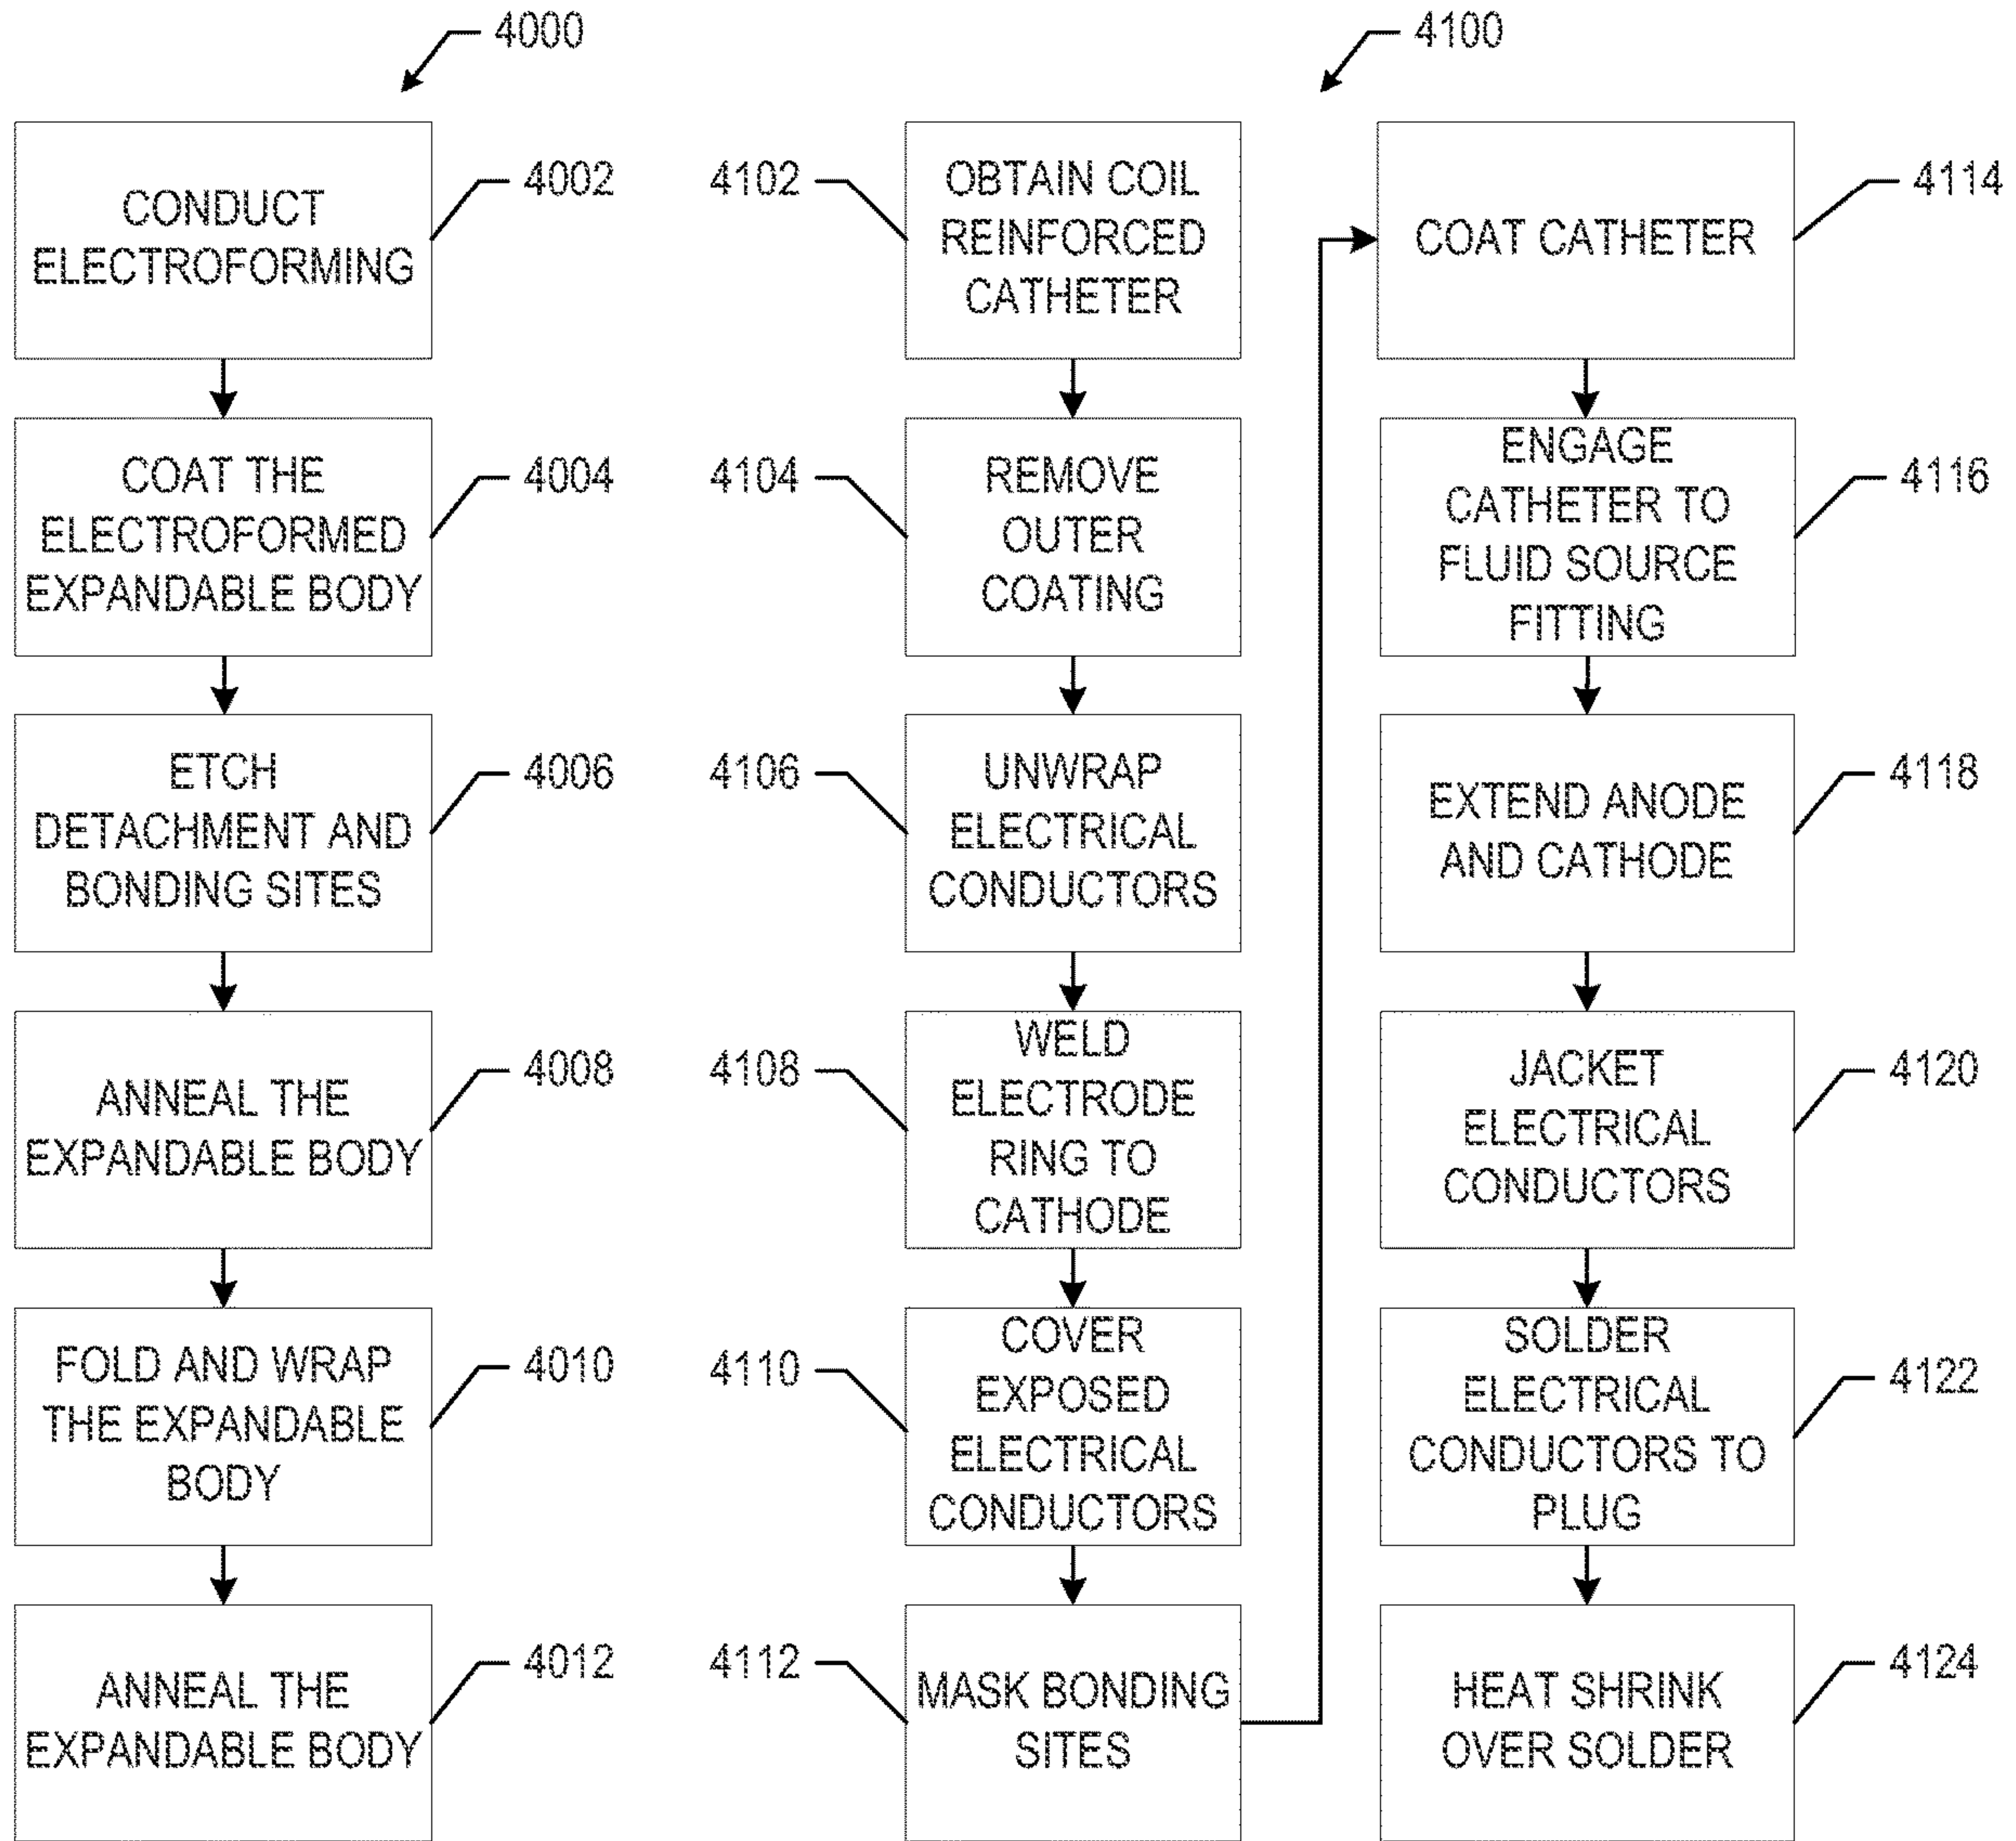 4000
CONDUCT
ELECTROFORMING
4002
COAT THE
ELECTROFORMED
EXPANDABLE BODY
4004
ETCH
DETACHMENT AND
BONDING SITES
4006
ANNEAL THE
EXPANDABLE BODY
4008
FOLD AND WRAP
THE EXPANDABLE
BODY
4010
ANNEAL THE
EXPANDABLE BODY
4012
4100
4102
OBTAIN COIL
REINFORCED
CATHETER
4104
REMOVE
OUTER
COATING
4106
UNWRAP
ELECTRICAL
CONDUCTORS
4108
WELD
ELECTRODE
RING TO
CATHODE
4110
COVER
EXPOSED
ELECTRICAL
CONDUCTORS
4112
MASK BONDING
SITES
COAT CATHETER
4114
ENGAGE
CATHETER TO
FLUID SOURCE
FITTING
4116
EXTEND ANODE
AND CATHODE
4118
JACKET
ELECTRICAL
CONDUCTORS
4120
SOLDER
ELECTRICAL
CONDUCTORS TO
PLUG
4122
HEAT SHRINK
OVER SOLDER
4124